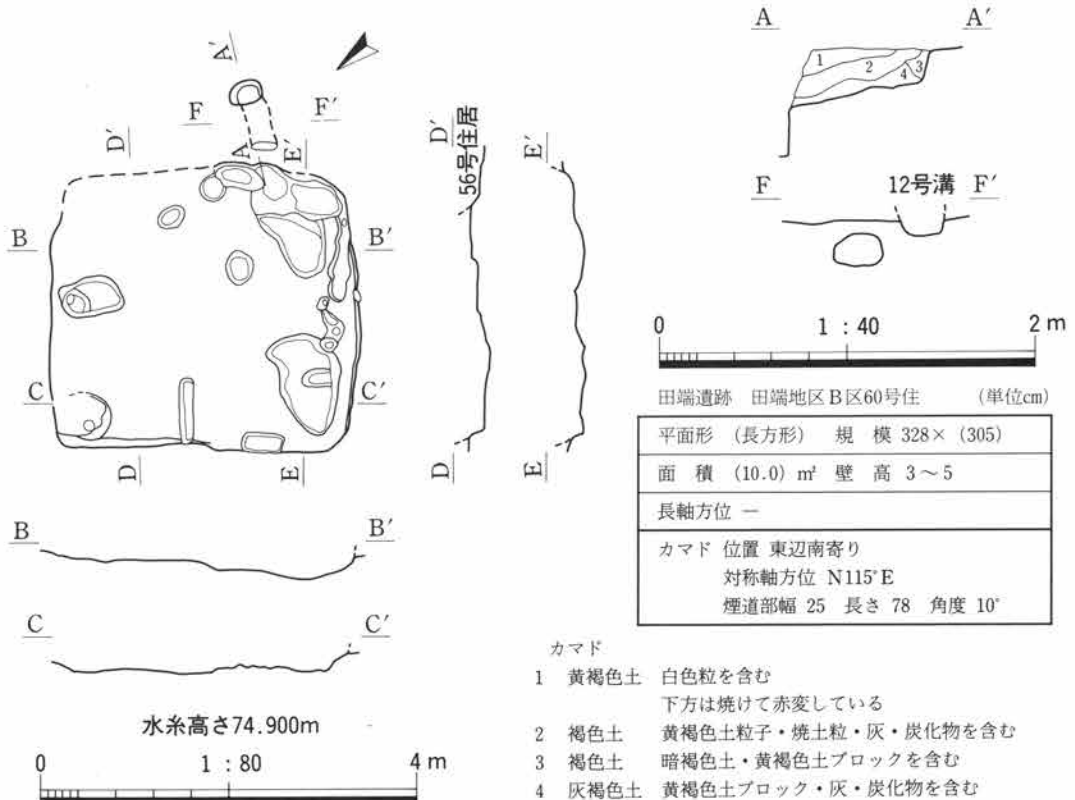 A A′
1 2 3 4
A′
F F′
D′ A E′
B B′
C C′
D E
D′ 56号住居 E′
D E
F 12号溝 F′
0 1：40 2 m
田端遺跡 田端地区B区60号住 （単位cm）
平面形 （長方形） 規 模 328×（305）
面 積 （10.0）㎡ 壁 高 3～5
長軸方位 －
カマド 位置 東辺南寄り
対称軸方位 N115°E
煙道部幅 25 長さ 78 角度 10°
B B′
C C′
水糸高さ74.900m
0 1：80 4 m
カマド
1 黄褐色土 白色粒を含む
下方は焼けて赤変している
2 褐色土 黄褐色土粒子・焼土粒・灰・炭化物を含む
3 褐色土 暗褐色土・黄褐色土ブロックを含む
4 灰褐色土 黄褐色土ブロック・灰・炭化物を含む